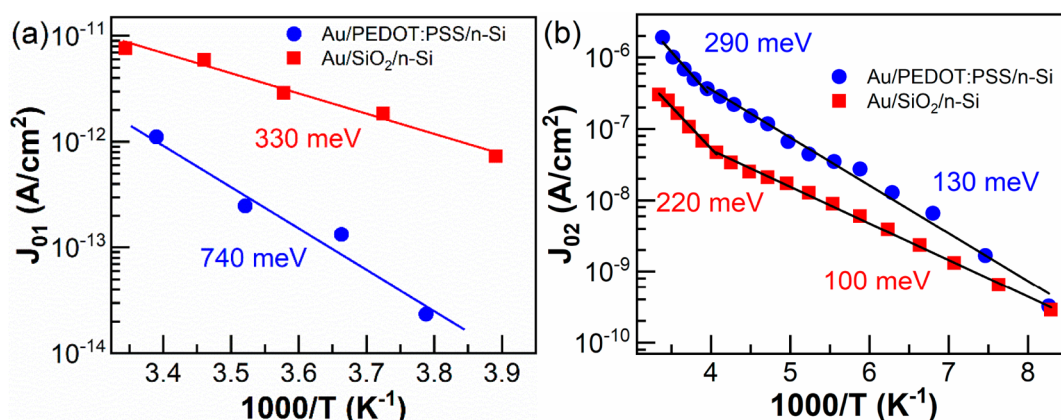 (a)
Au/PEDOT:PSS/n-Si
Au/SiO₂/n-Si
330 meV
740 meV
10⁻¹¹
10⁻¹²
10⁻¹³
10⁻¹⁴
J₀₁ (A/cm²)
3.4 3.5 3.6 3.7 3.8 3.9
1000/T (K⁻¹)
(b)
290 meV
Au/PEDOT:PSS/n-Si
Au/SiO₂/n-Si
220 meV
130 meV
100 meV
10⁻⁶
10⁻⁷
10⁻⁸
10⁻⁹
10⁻¹⁰
J₀₂ (A/cm²)
4 5 6 7 8
1000/T (K⁻¹)